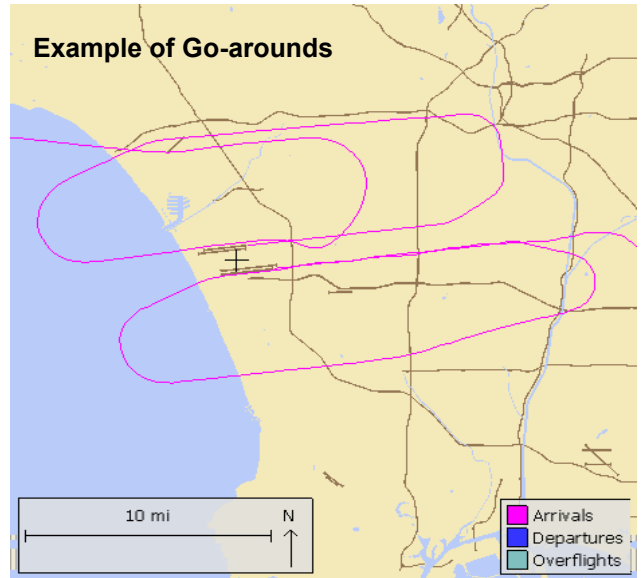 Example of Go-arounds
10 mi
N
Arrivals
Departures
Overflights